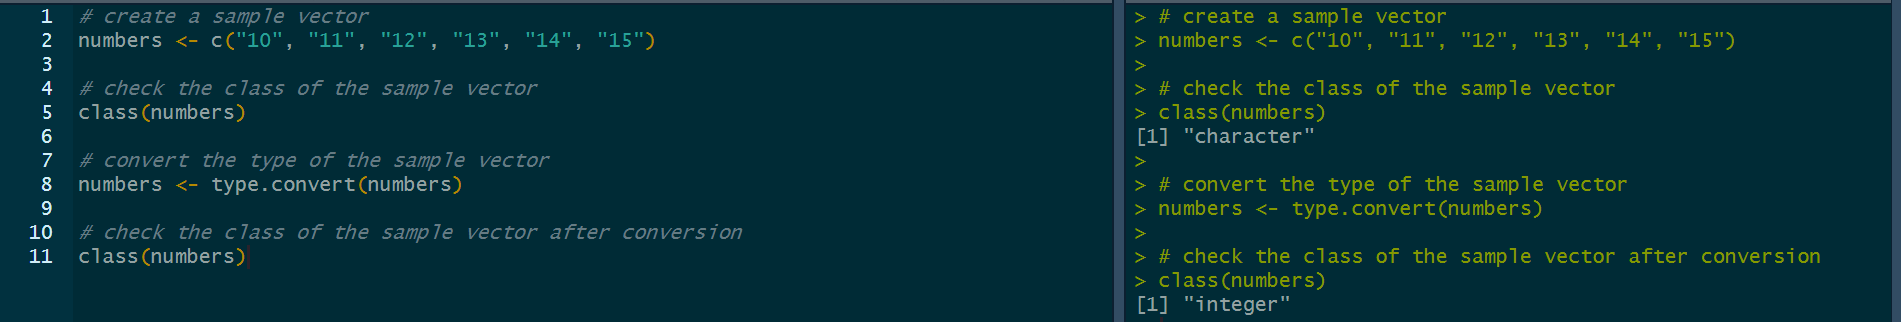 1 # create a sample vector
2 numbers <- c("10", "11", "12", "13", "14", "15")
3
4 # check the class of the sample vector
5 class(numbers)
6
7 # convert the type of the sample vector
8 numbers <- type.convert(numbers)
9
10 # check the class of the sample vector after conversion
11 class(numbers)
> # create a sample vector
> numbers <- c("10", "11", "12", "13", "14", "15")
>
> # check the class of the sample vector
> class(numbers)
[1] "character"
>
> # convert the type of the sample vector
> numbers <- type.convert(numbers)
>
> # check the class of the sample vector after conversion
> class(numbers)
[1] "integer"